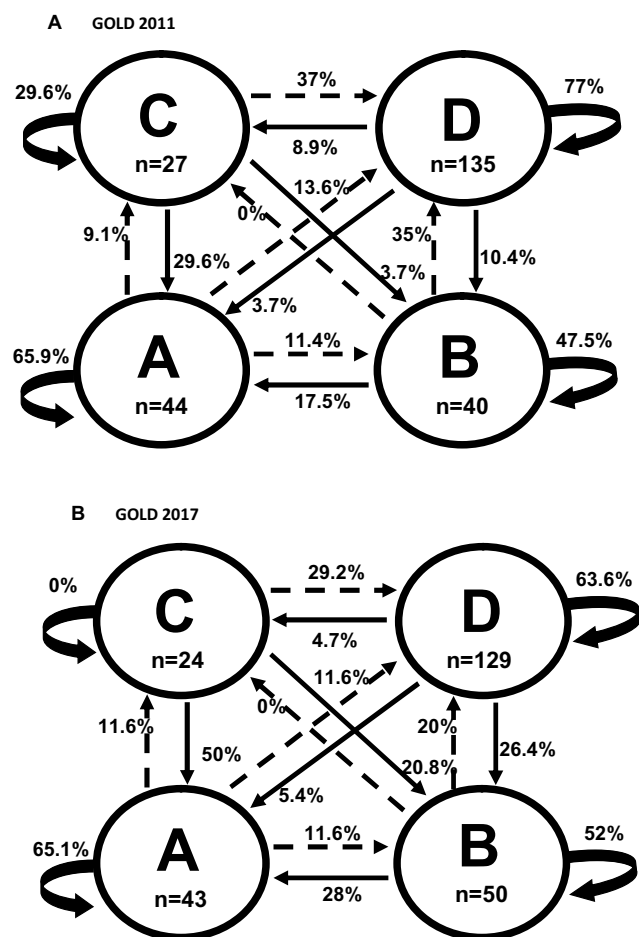 A GOLD 2011
29.6% 37% 77%
C D
n=27 n=135
8.9%
13.6%
9.1% 0% 35%
29.6% 10.4%
3.7% 3.7%
65.9% 11.4% 47.5%
A B
n=44 n=40
17.5%
B GOLD 2017
0% 29.2% 63.6%
C D
n=24 n=129
4.7%
11.6%
11.6% 0% 20%
50% 20.8% 26.4%
5.4%
65.1% 11.6% 52%
A B
n=43 n=50
28%